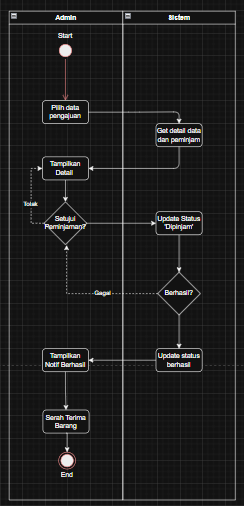 Admin
Sistem
Start
Pilih data
pengajuan
Get detail data
dan peminjam
Tampilkan
Detail
Tolak
Setujui
Peminjaman?
Update Status
'Dipinjam'
Gagal
Berhasil?
Tampilkan
Notif Berhasil
Update status
berhasil
Serah Terima
Barang
End